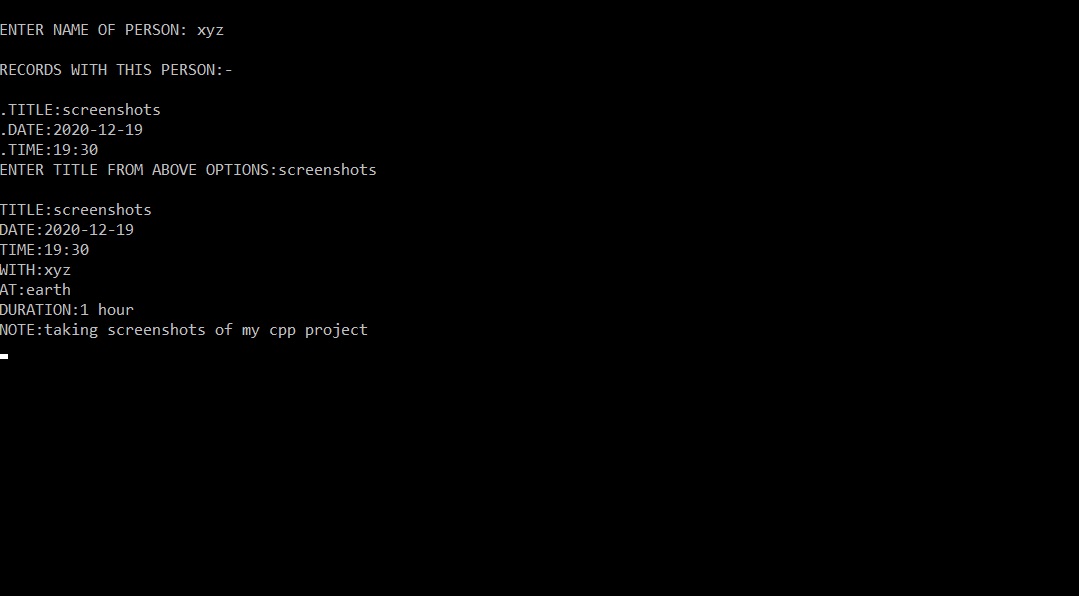 ENTER NAME OF PERSON: xyz
RECORDS WITH THIS PERSON:-
.TITLE:screenshots
.DATE:2020-12-19
.TIME:19:30
ENTER TITLE FROM ABOVE OPTIONS:screenshots
TITLE:screenshots
DATE:2020-12-19
TIME:19:30
WITH:xyz
AT:earth
DURATION:1 hour
NOTE:taking screenshots of my cpp project